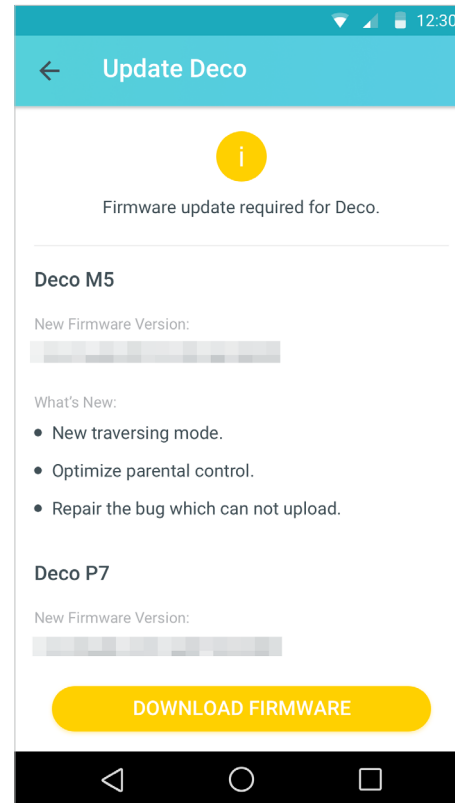 12:30
Update Deco
i
Firmware update required for Deco.
Deco M5
New Firmware Version:
What's New:
New traversing mode.
Optimize parental control.
Repair the bug which can not upload.
Deco P7
New Firmware Version:
DOWNLOAD FIRMWARE